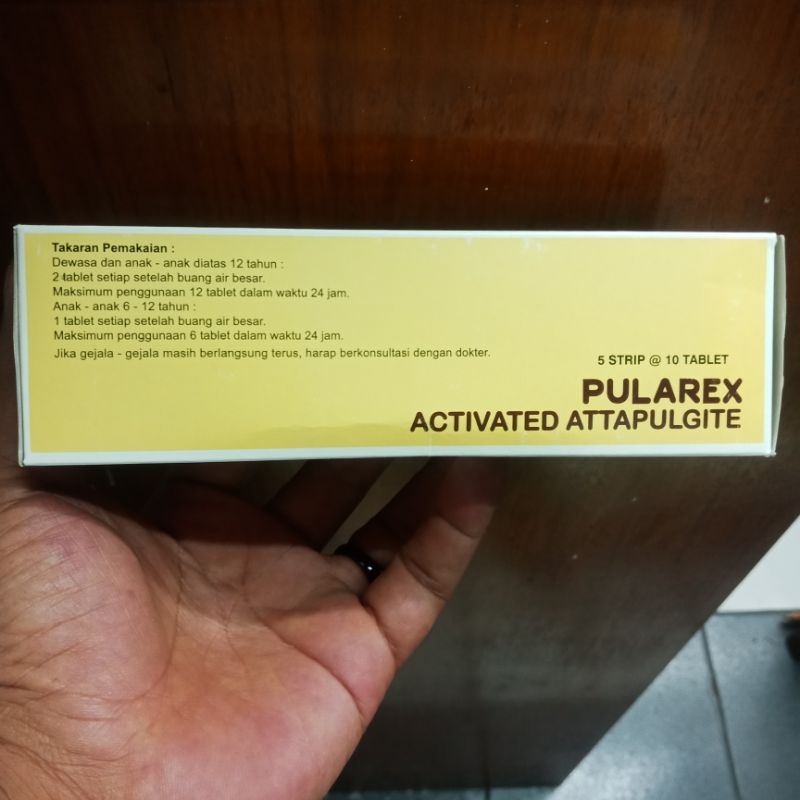 Takaran Pemakaian :
Dewasa dan anak - anak diatas 12 tahun :
2 tablet setiap setelah buang air besar.
Maksimum penggunaan 12 tablet dalam waktu 24 jam.
Anak - anak 6 - 12 tahun :
1 tablet setiap setelah buang air besar.
Maksimum penggunaan 6 tablet dalam waktu 24 jam.
Jika gejala - gejala masih berlangsung terus, harap berkonsultasi dengan dokter.
5 STRIP @ 10 TABLET
PULAREX
ACTIVATED ATTAPULGITE